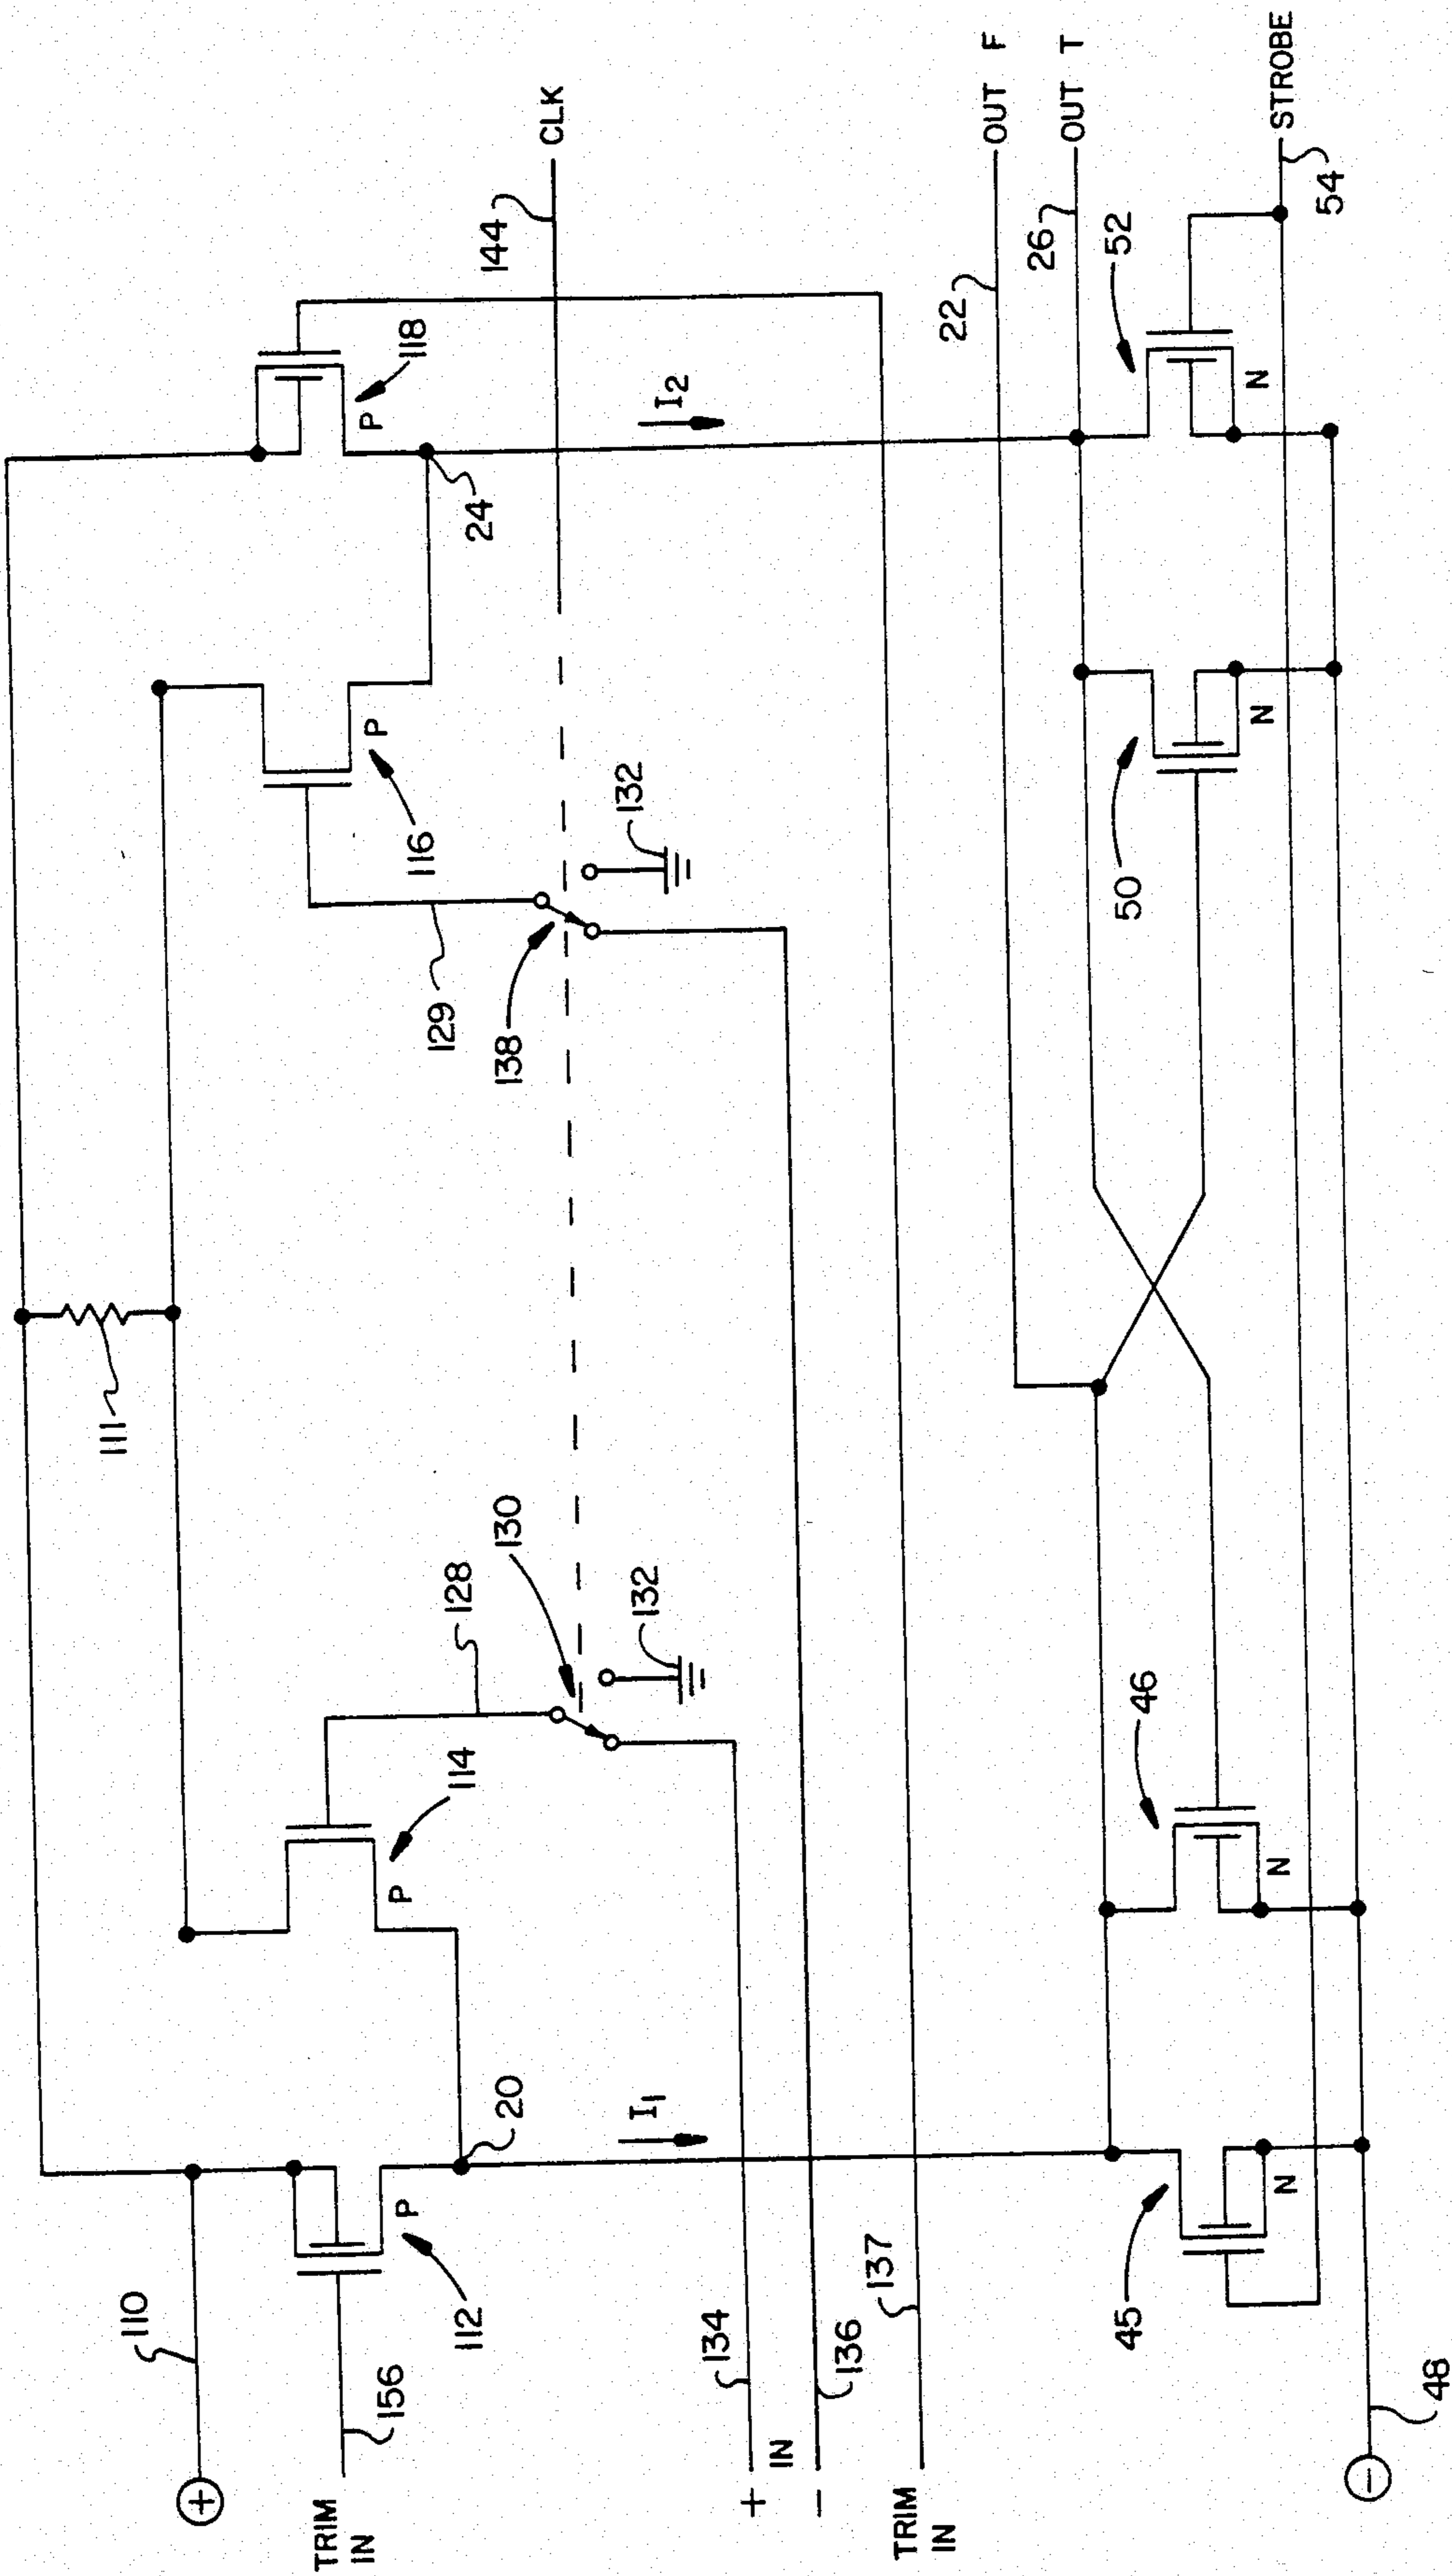 +
110
TRIM
IN
156
112
P
20
I1
134
+
IN
−
136
TRIM
IN
137
45
N
−
48
114
P
128
130
132
46
N
111
129
138
132
116
P
50
N
24
118
P
I2
144
CLK
22
OUT F
26
OUT T
52
N
54
STROBE